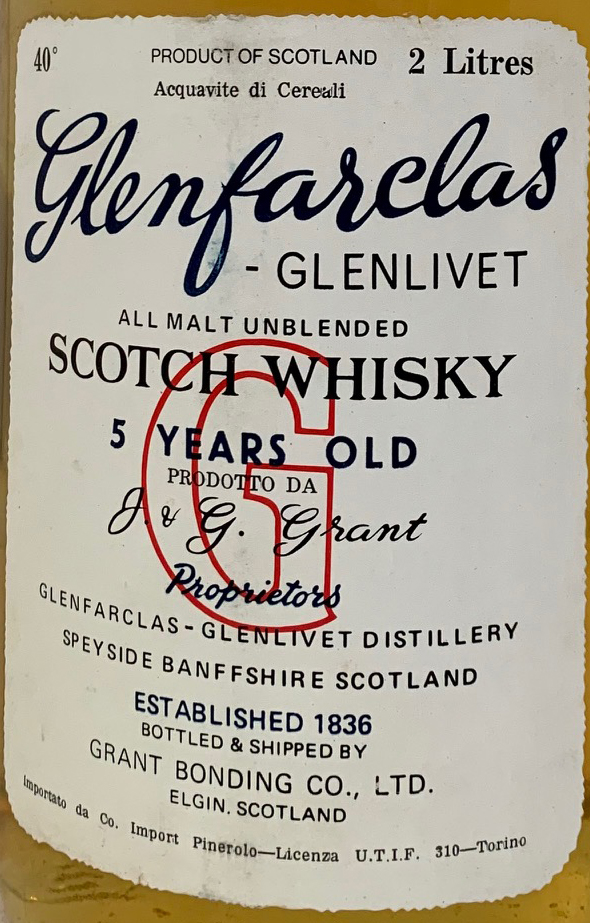 40° PRODUCT OF SCOTLAND 2 Litres
Acquavite di Cereali
Glenfarclas
- GLENLIVET
ALL MALT UNBLENDED
SCOTCH WHISKY
G
5 YEARS OLD
PRODOTTO DA
J. & G. Grant
Proprietors
GLENFARCLAS-GLENLIVET DISTILLERY
SPEYSIDE BANFFSHIRE SCOTLAND
ESTABLISHED 1836
BOTTLED & SHIPPED BY
GRANT BONDING CO., LTD.
ELGIN. SCOTLAND
Importato da Co. Import Pinerolo—Licenza U.T.I.F. 310—Torino